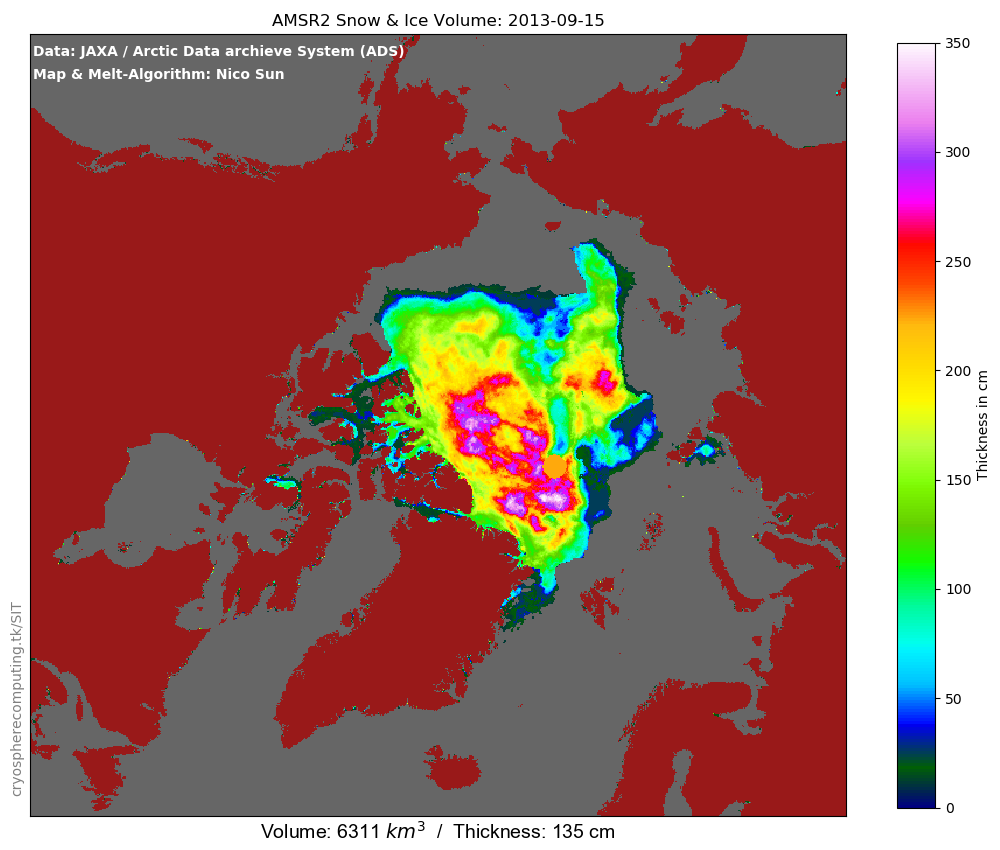 AMSR2 Snow & Ice Volume: 2013-09-15
Data: JAXA / Arctic Data archieve System (ADS)
Map & Melt-Algorithm: Nico Sun
350
300
250
200
150
100
50
0
Thickness in cm
cryospherecomputing.tk/SIT
Volume: 6311 km³ / Thickness: 135 cm